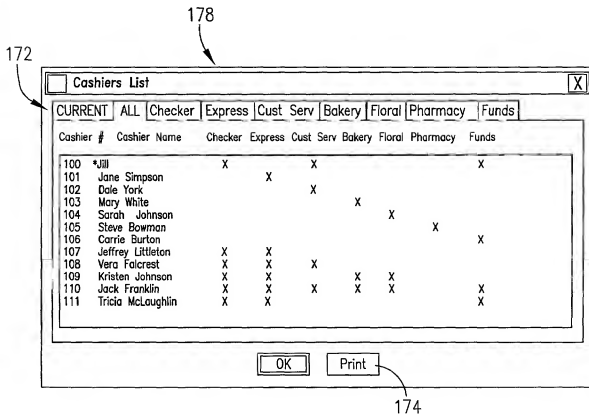 178
172
Cashiers List X
CURRENT ALL Checker Express Cust Serv Bakery Floral Pharmacy Funds
Cashier # Cashier Name Checker Express Cust Serv Bakery Floral Pharmacy Funds
100 *Jill X X X
101 Jane Simpson X
102 Dale York X
103 Mary White X
104 Sarah Johnson X
105 Steve Bowman X
106 Carrie Burton X
107 Jeffrey Littleton X X
108 Vera Falcrest X X X
109 Kristen Johnson X X X X
110 Jack Franklin X X X X X X
111 Tricia McLaughlin X X X
OK Print
174